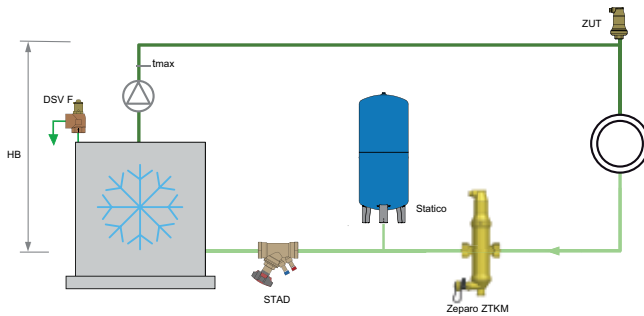 ZUT
tmax
DSV F
HB
Statico
STAD
Zeparo ZTKM